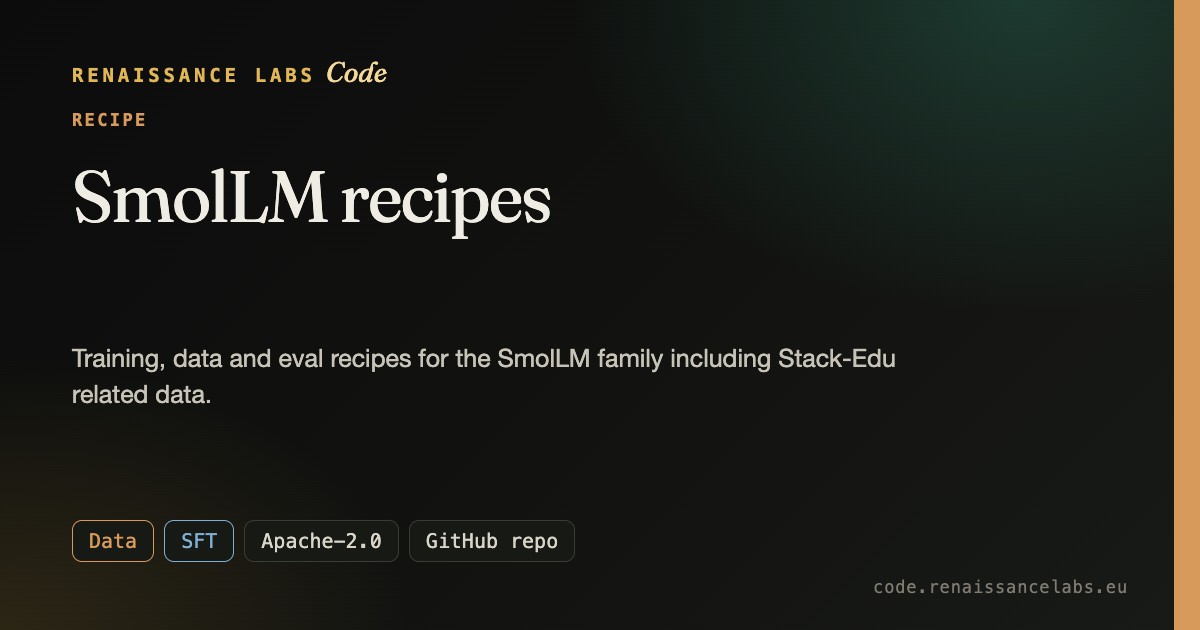 RENAISSANCE LABS Code
RECIPE
SmolLM recipes
Training, data and eval recipes for the SmolLM family including Stack-Edu
related data.
Data SFT Apache-2.0 GitHub repo
code.renaissancelabs.eu